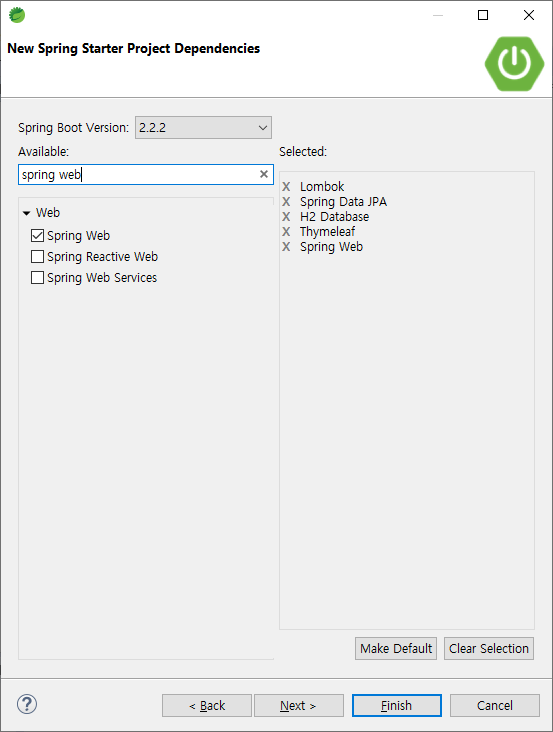 New Spring Starter Project Dependencies
Spring Boot Version: 2.2.2
Available:
spring web
Web
Spring Web
Spring Reactive Web
Spring Web Services
Selected:
X Lombok
X Spring Data JPA
X H2 Database
X Thymeleaf
X Spring Web
Make Default Clear Selection
? < Back Next > Finish Cancel